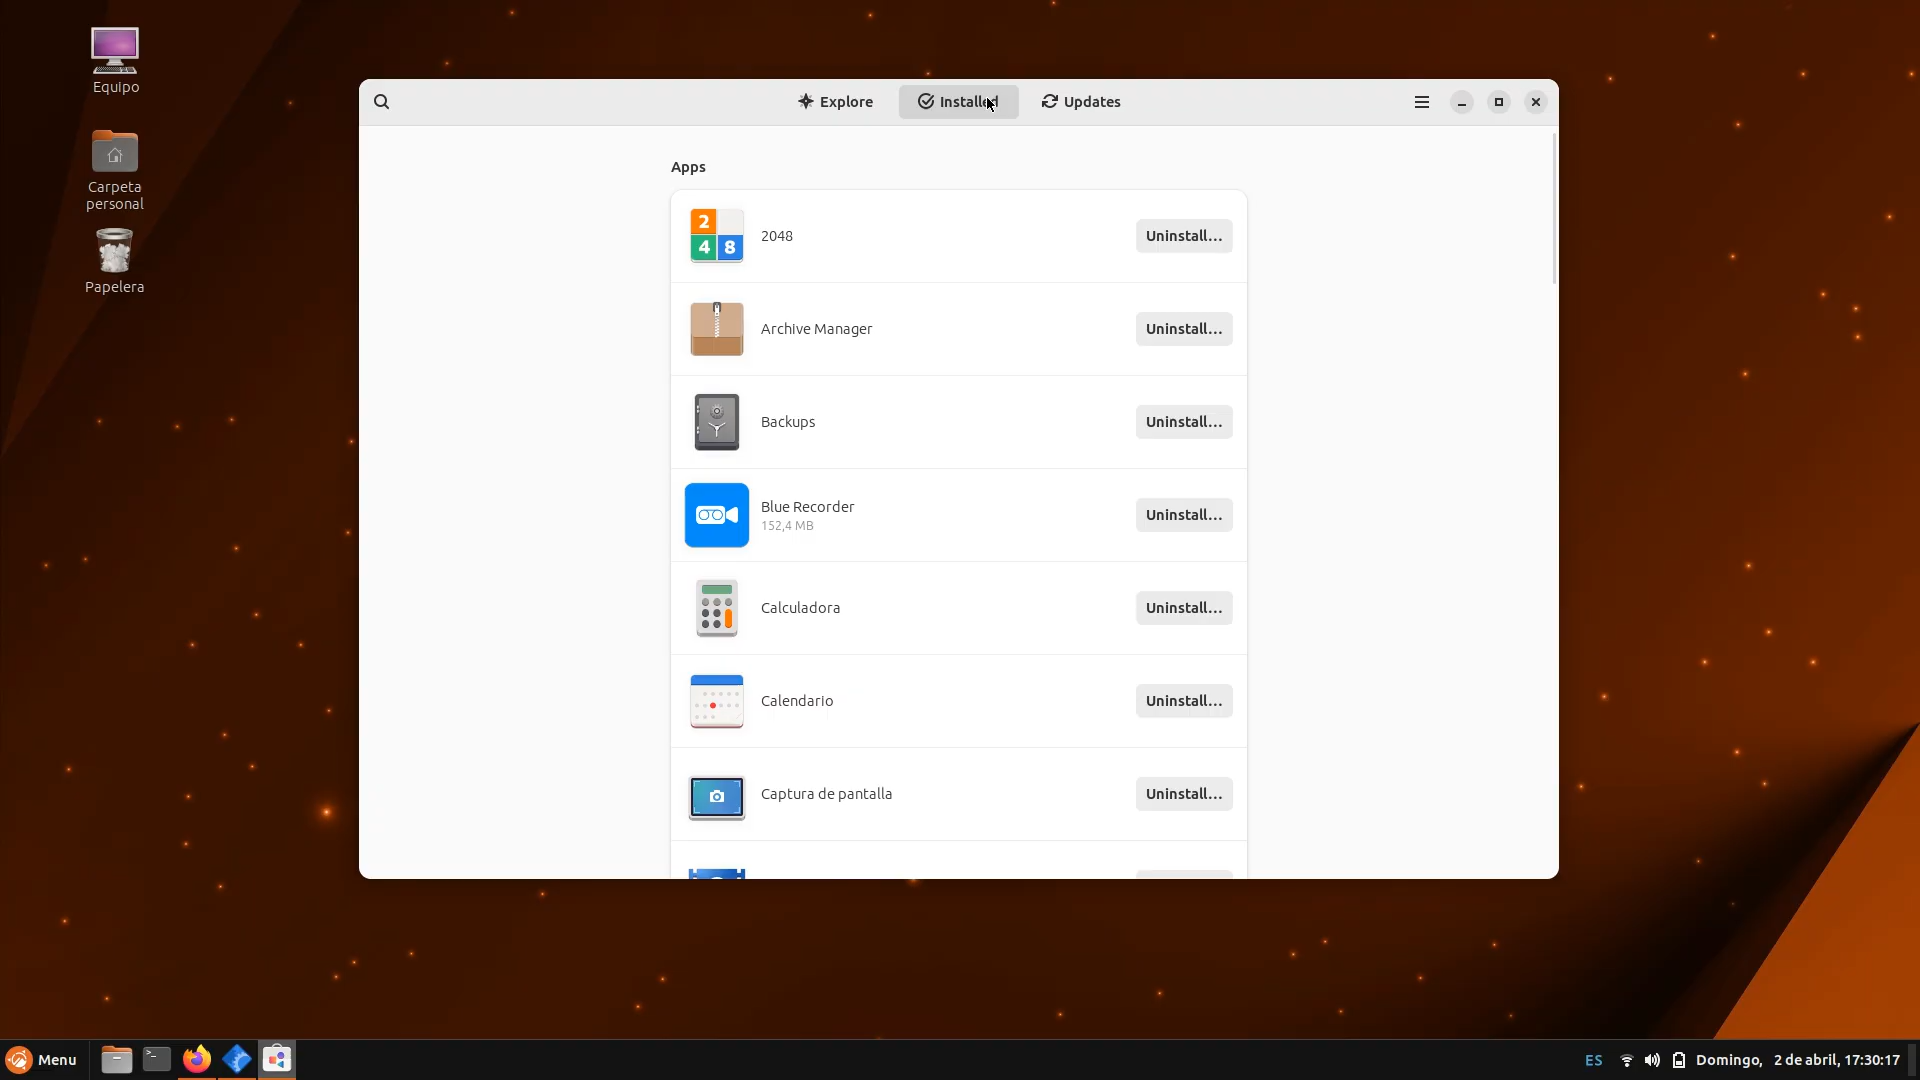 Equipo
Carpeta
personal
Papelera
Explore
Installed
Updates
Apps
2
4 8
2048
Uninstall...
Archive Manager
Uninstall...
Backups
Uninstall...
Blue Recorder
152,4 MB
Uninstall...
Calculadora
Uninstall...
Calendario
Uninstall...
Captura de pantalla
Uninstall...
Menu
ES
Domingo, 2 de abril, 17:30:17